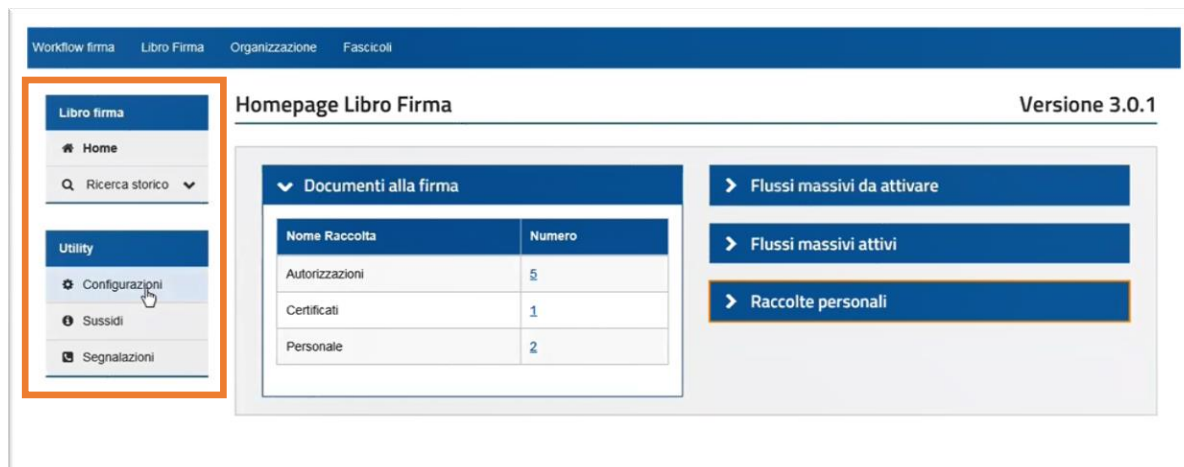 Workflow firma Libro Firma Organizzazione Fascicoli
Libro firma
Home
Ricerca storico
Utility
Configurazioni
Sussidi
Segnalazioni
Homepage Libro Firma Versione 3.0.1
Documenti alla firma
Nome Raccolta Numero
Autorizzazioni 5
Certificati 1
Personale 2
Flussi massivi da attivare
Flussi massivi attivi
Raccolte personali